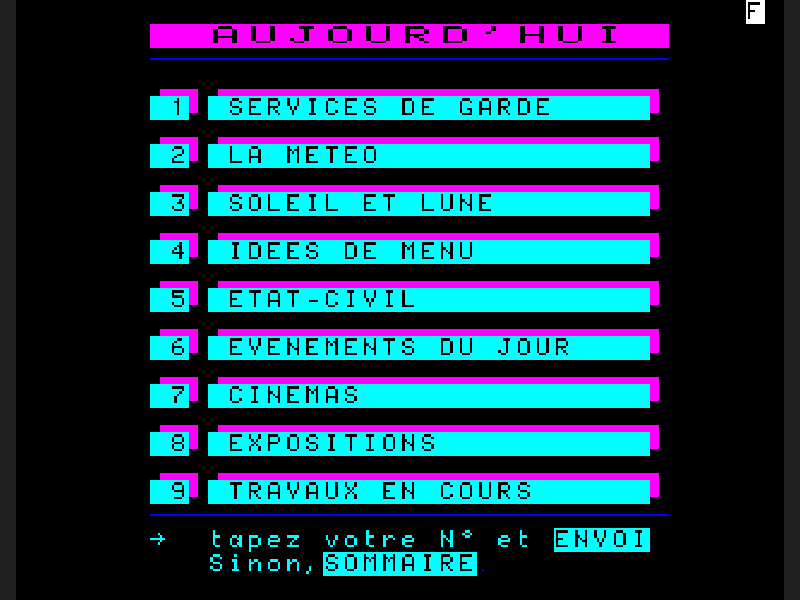 F
AUJOURD'HUI
1 SERVICES DE GARDE
2 LA METEO
3 SOLEIL ET LUNE
4 IDEES DE MENU
5 ETAT-CIVIL
6 EVENEMENTS DU JOUR
7 CINEMAS
8 EXPOSITIONS
9 TRAVAUX EN COURS
→ tapez votre N° et ENVOI
Sinon, SOMMAIRE.